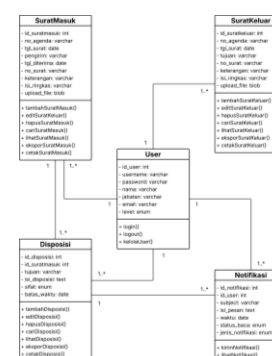 SuratMasuk
- id_suratmasuk: int
- no_agenda: varchar
- tgl_surat: date
- pengirim: varchar
- tgl_diterima: date
- no_surat: varchar
- keterangan: varchar
- isi_ringkas: varchar
- upload_file: blob
+ tambahSuratMasuk()
+ editSuratMasuk()
+ hapusSuratMasuk()
+ cariSuratMasuk()
+ lihatSuratMasuk()
+ eksporSuratMasuk()
+ cetakSuratMasuk()
SuratKeluar
- id_suratkeluar: int
- no_agenda: varchar
- tgl_surat: date
- tujuan: varchar
- no_surat: varchar
- keterangan: varchar
- isi_ringkas: varchar
- upload_file: blob
+ tambahSuratKeluar()
+ editSuratKeluar()
+ hapusSuratKeluar()
+ cariSuratKeluar()
+ lihatSuratKeluar()
+ eksporSuratKeluar()
+ cetakSuratKeluar()
1..*
1
1
1
User
- id_user: int
- username: varchar
- password: varchar
- nama: varchar
- jabatan: varchar
- email: varchar
- level: enum
+ login()
+ logout()
+ kelolaUser()
1
1
1..*
1
1..*
Disposisi
- id_disposisi: int
- id_suratmasuk: int
- tujuan: varchar
- isi_disposisi: text
- sifat: enum
- batas_waktu: date
+ tambahDisposisi()
+ editDisposisi()
+ hapusDisposisi()
+ cariDisposisi()
+ lihatDisposisi()
+ eksporDisposisi()
+ cetakDisposisi()
1..*
1
1..*
Notifikasi
- id_notifikasi: int
- id_user: int
- subject: varchar
- isi_pesan: text
- waktu: date
- status_baca: enum
- jenis_notifikasi: enum
+ kirimNotifikasi()
+ lihatNotifikasi()